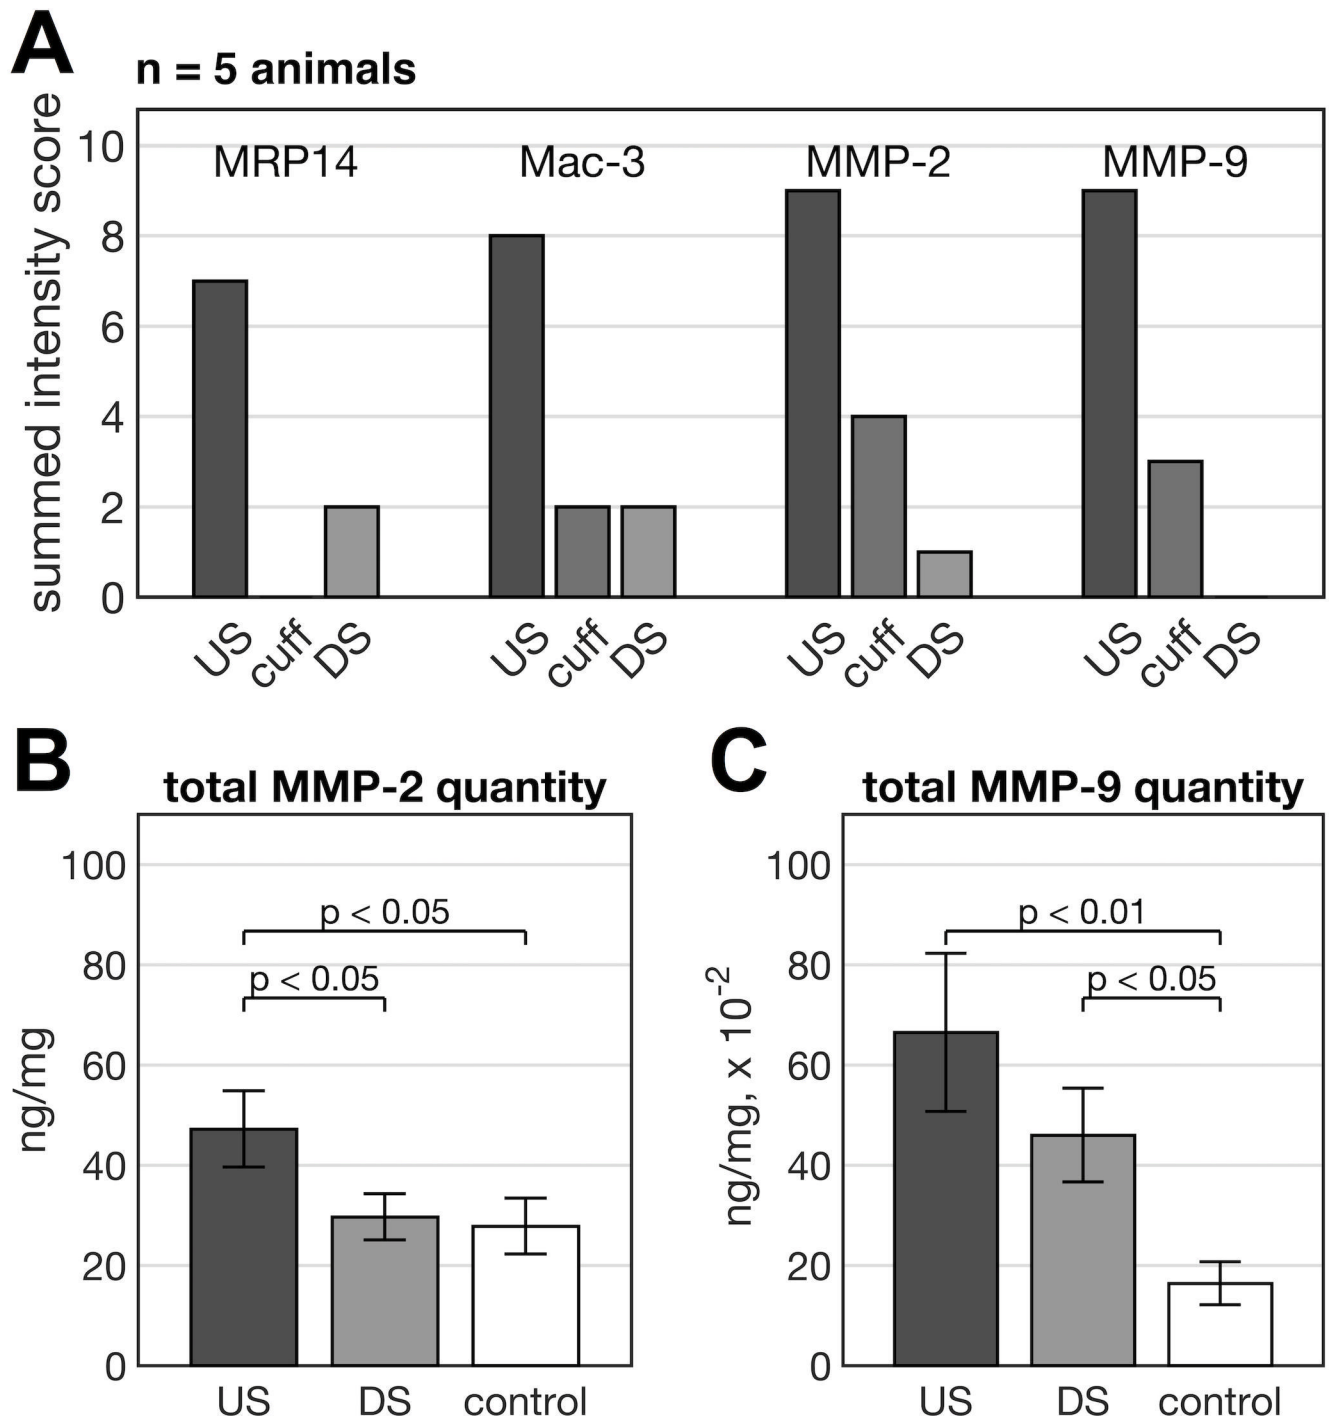 A
n = 5 animals
summed intensity score
10
8
6
4
2
0
MRP14
Mac-3
MMP-2
MMP-9
US cuff DS
US cuff DS
US cuff DS
US cuff DS
B
total MMP-2 quantity
ng/mg
100
80
60
40
20
0
p < 0.05
p < 0.05
US DS control
C
total MMP-9 quantity
ng/mg, x 10⁻²
100
80
60
40
20
0
p < 0.01
p < 0.05
US DS control